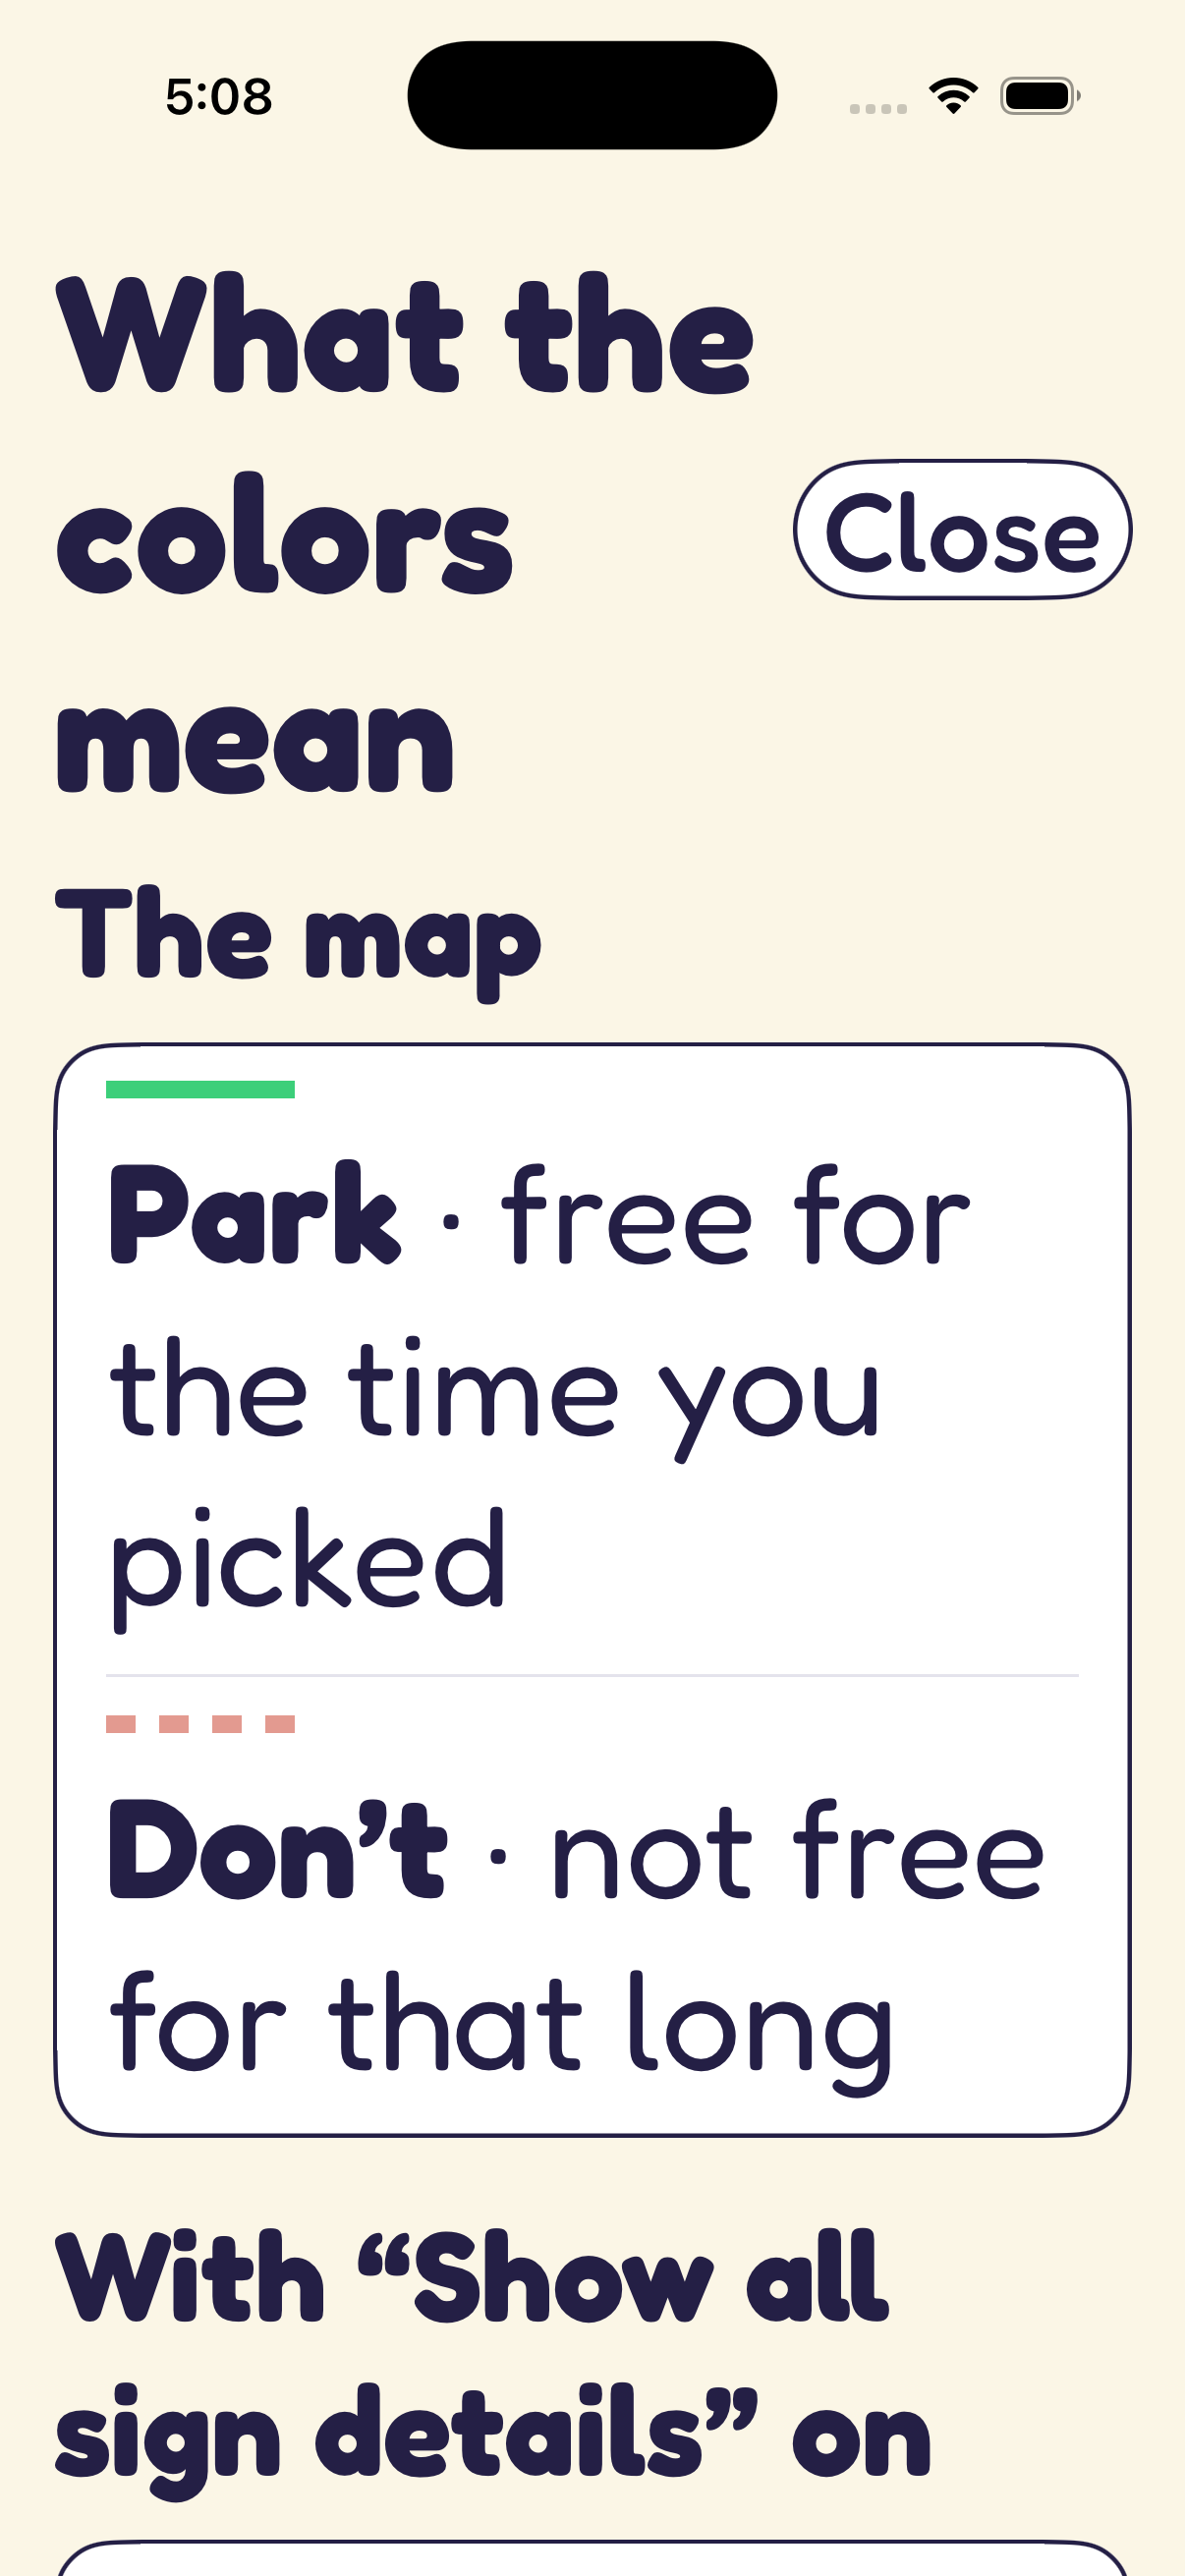 5:08
What the
colors
Close
mean
The map
Park · free for
the time you
picked
Don’t · not free
for that long
With “Show all
sign details” on